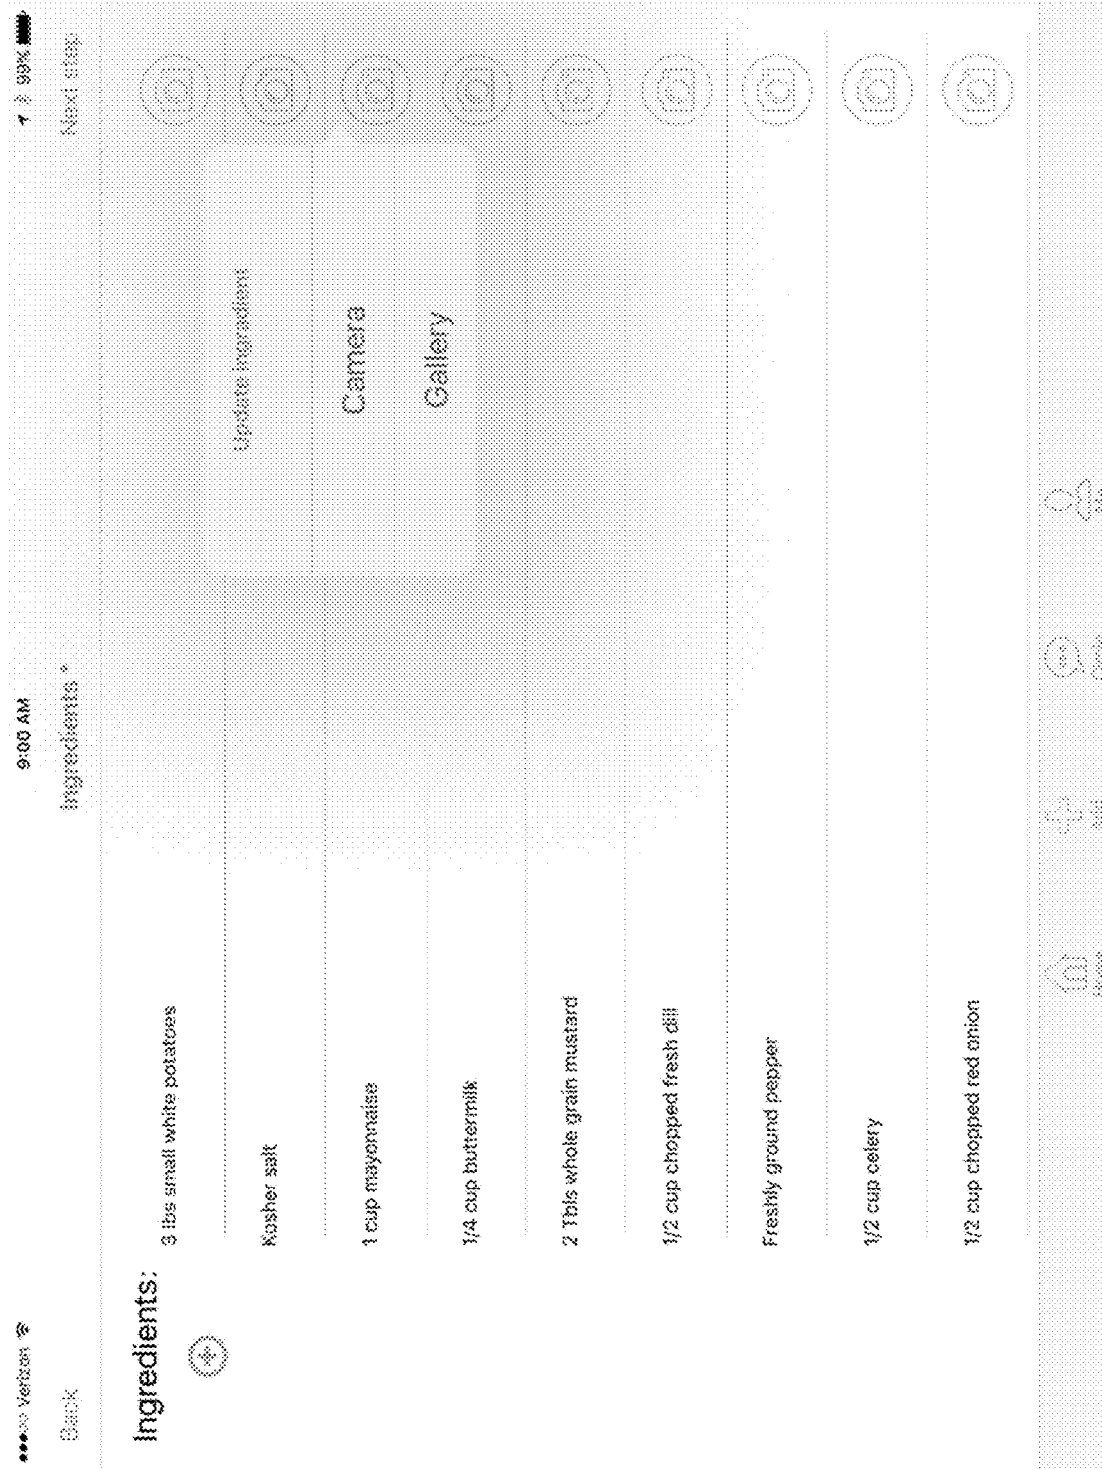 Verizon 9:00 AM 99%
Back Ingredients * Next step
Ingredients:
3 lbs small white potatoes
Kosher salt
1 cup mayonnaise
1/4 cup buttermilk
2 Tbls whole grain mustard
1/2 cup chopped fresh dill
Freshly ground pepper
1/2 cup celery
1/2 cup chopped red onion
Update ingredient
Camera
Gallery